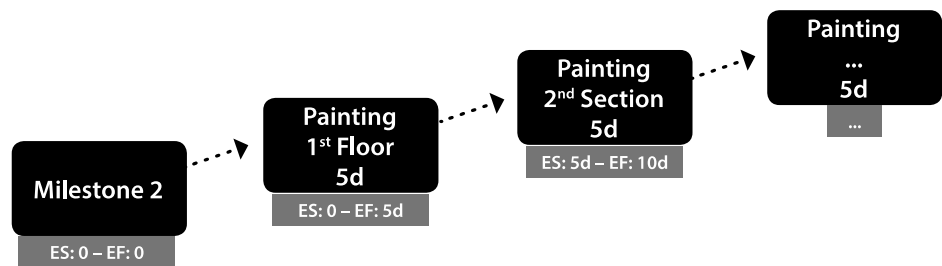 Milestone 2
ES: 0 – EF: 0
Painting
1st Floor
5d
ES: 0 – EF: 5d
Painting
2nd Section
5d
ES: 5d – EF: 10d
Painting
...
5d
...